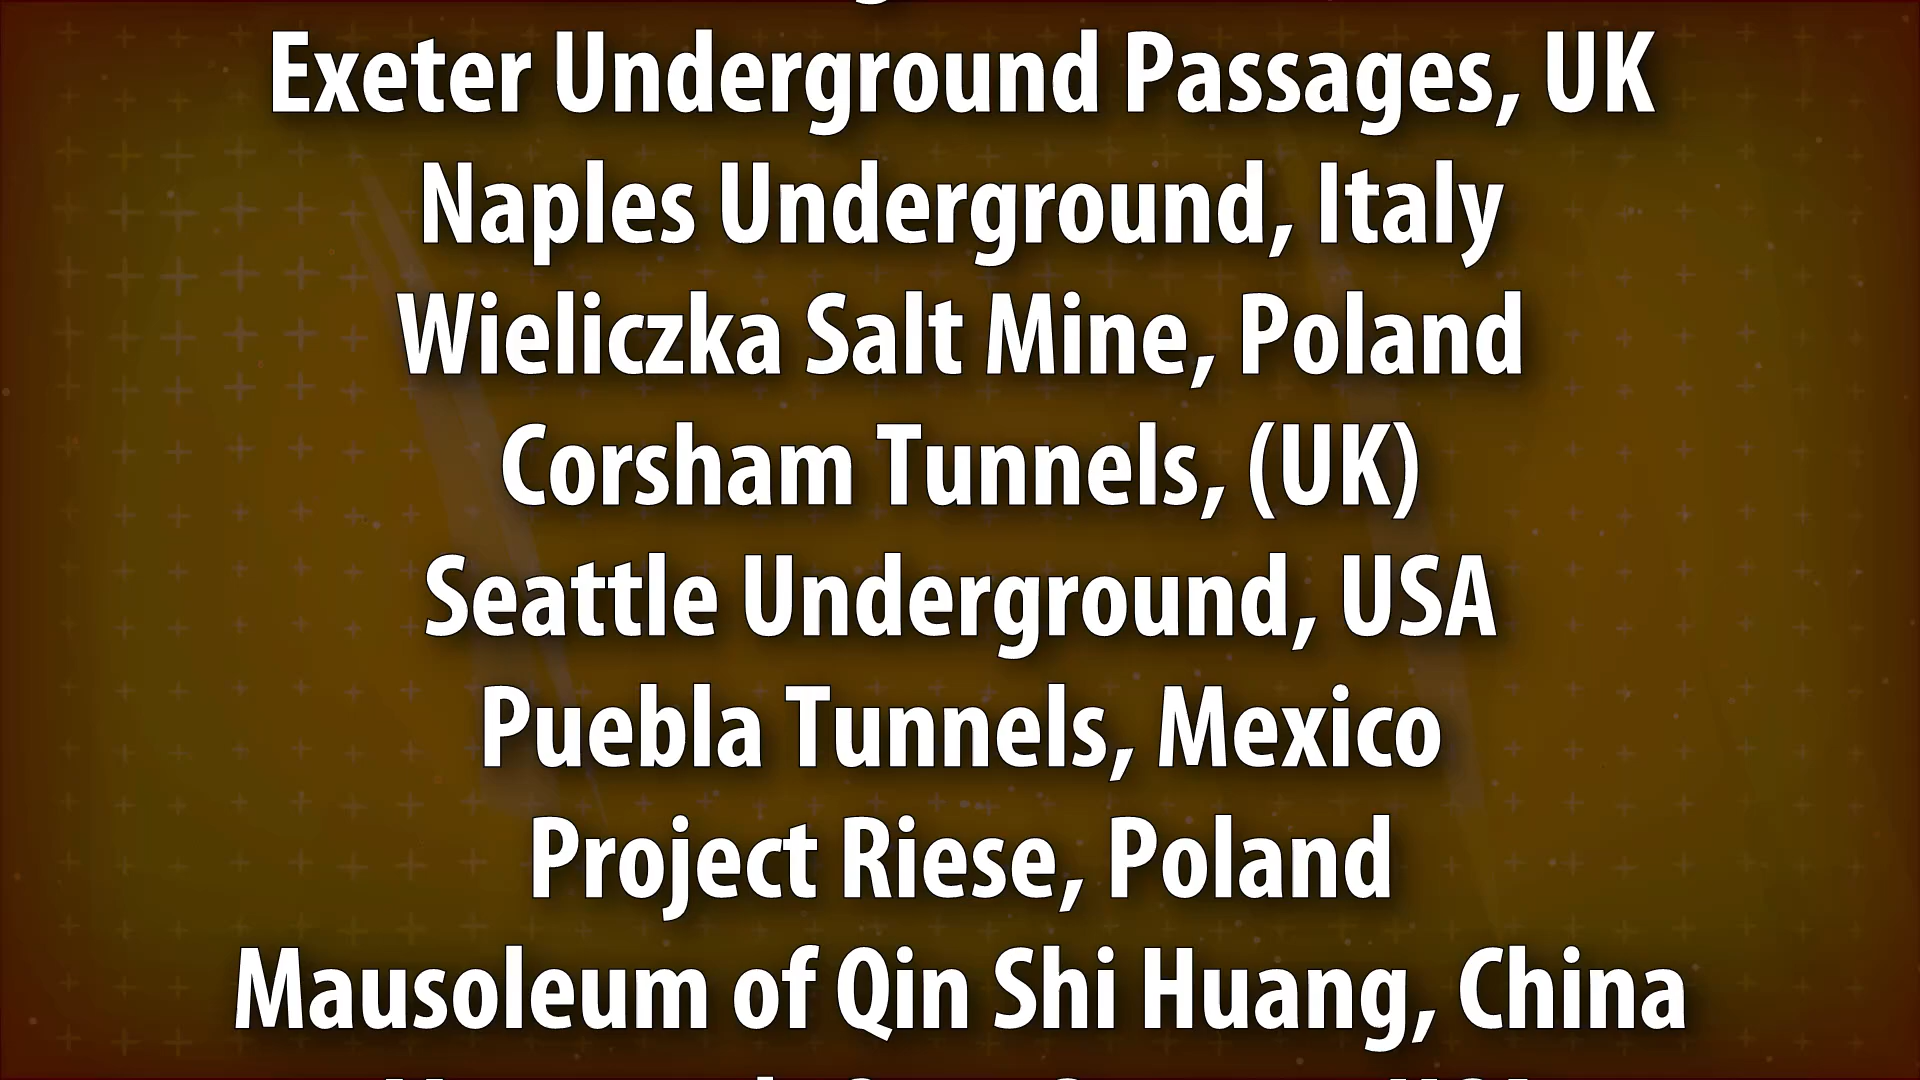 Exeter Underground Passages, UK
Naples Underground, Italy
Wieliczka Salt Mine, Poland
Corsham Tunnels, (UK)
Seattle Underground, USA
Puebla Tunnels, Mexico
Project Riese, Poland
Mausoleum of Qin Shi Huang, China